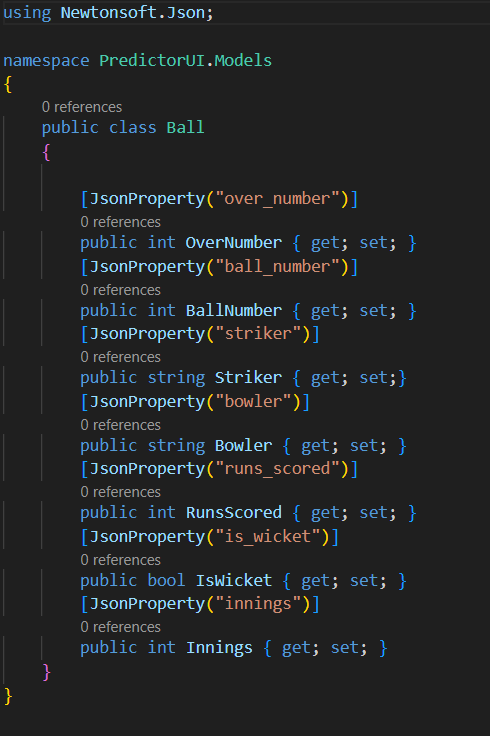 using Newtonsoft.Json;
namespace PredictorUI.Models
{
0 references
public class Ball
{
[JsonProperty("over_number")]
0 references
public int OverNumber { get; set; }
[JsonProperty("ball_number")]
0 references
public int BallNumber { get; set; }
[JsonProperty("striker")]
0 references
public string Striker { get; set;}
[JsonProperty("bowler")]
0 references
public string Bowler { get; set; }
[JsonProperty("runs_scored")]
0 references
public int RunsScored { get; set; }
[JsonProperty("is_wicket")]
0 references
public bool IsWicket { get; set; }
[JsonProperty("innings")]
0 references
public int Innings { get; set; }
}
}